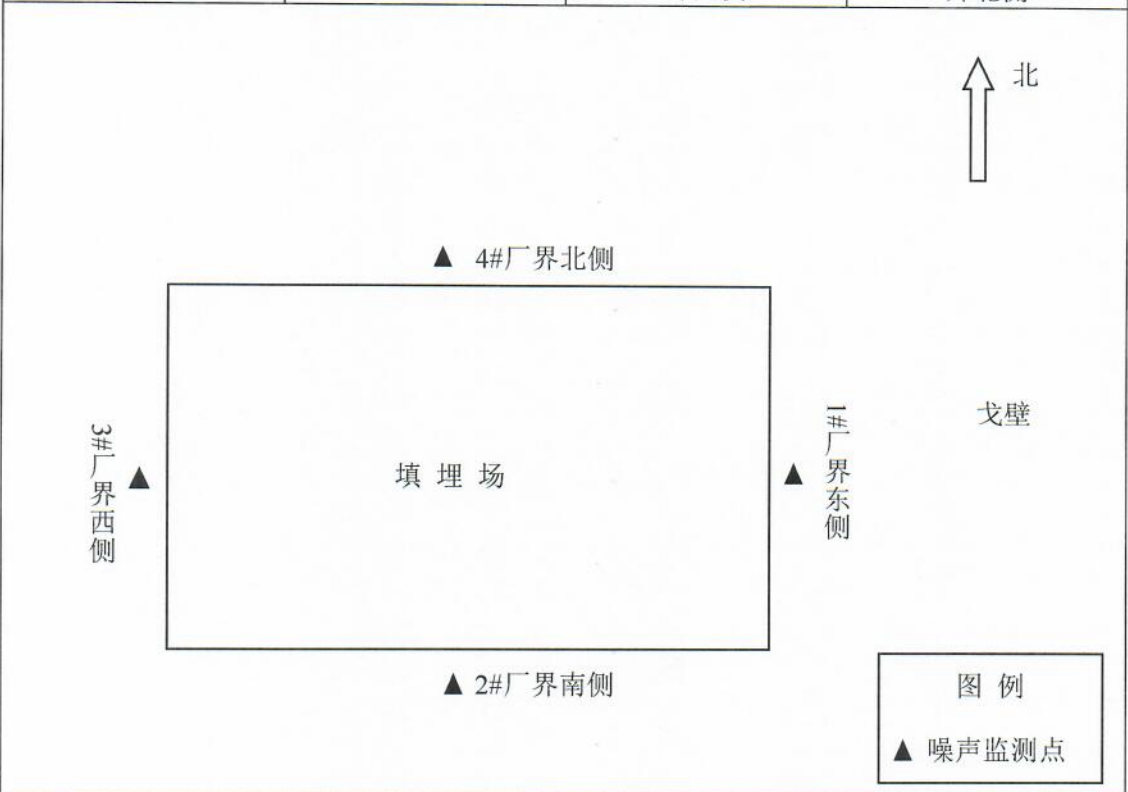 北
4#厂界北侧
戈壁
1#厂界东侧
3#厂界西侧
填 埋 场
2#厂界南侧
图 例
▲ 噪声监测点